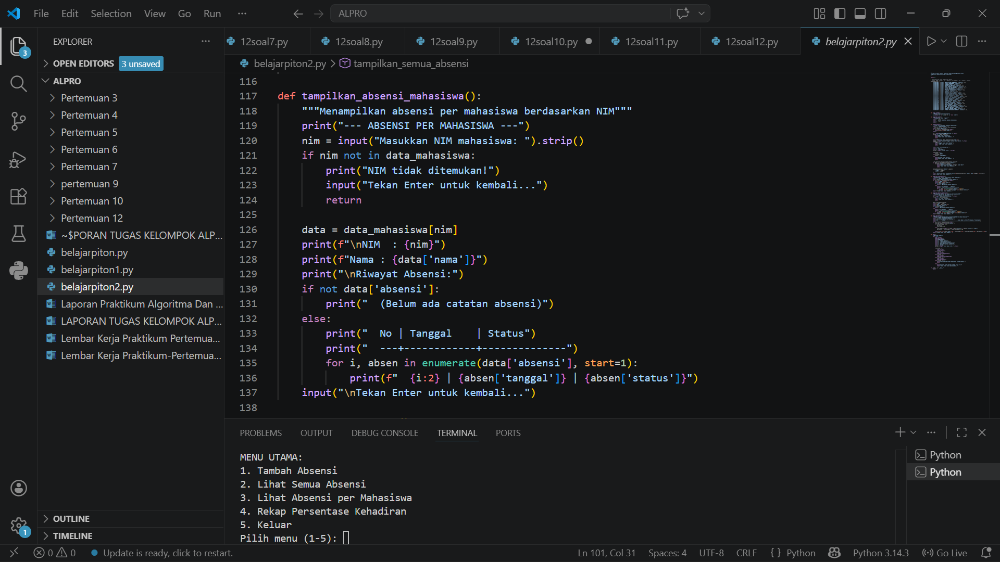 File Edit Selection View Go Run ···
ALPRO
EXPLORER
3
OPEN EDITORS 3 unsaved
ALPRO
Pertemuan 3
Pertemuan 4
Pertemuan 5
Pertemuan 6
Pertemuan 7
pertemuan 9
Pertemuan 10
Pertemuan 12
~$PORAN TUGAS KELOMPOK ALP...
belajarpiton.py
belajarpiton1.py
belajarpiton2.py
Laporan Praktikum Algoritma Dan ...
LAPORAN TUGAS KELOMPOK ALP...
Lembar Kerja Praktikum Pertemua...
Lembar Kerja Praktikum-Pertemua...
OUTLINE
TIMELINE
1
12soal7.py 12soal8.py 12soal9.py 12soal10.py 12soal11.py 12soal12.py belajarpiton2.py
belajarpiton2.py > tampilkan_semua_absensi
116
117 def tampilkan_absensi_mahasiswa():
118     """Menampilkan absensi per mahasiswa berdasarkan NIM"""
119     print("--- ABSENSI PER MAHASISWA ---")
120     nim = input("Masukkan NIM mahasiswa: ").strip()
121     if nim not in data_mahasiswa:
122         print("NIM tidak ditemukan!")
123         input("Tekan Enter untuk kembali...")
124         return
125
126     data = data_mahasiswa[nim]
127     print(f"\nNIM  : {nim}")
128     print(f"Nama : {data['nama']}")
129     print("\nRiwayat Absensi:")
130     if not data['absensi']:
131         print("  (Belum ada catatan absensi)")
132     else:
133         print("  No | Tanggal    | Status")
134         print("  ---+------------+--------------")
135         for i, absen in enumerate(data['absensi'], start=1):
136             print(f"  {i:2} | {absen['tanggal']} | {absen['status']}")
137     input("\nTekan Enter untuk kembali...")
138
PROBLEMS OUTPUT DEBUG CONSOLE TERMINAL PORTS
MENU UTAMA:
1. Tambah Absensi
2. Lihat Semua Absensi
3. Lihat Absensi per Mahasiswa
4. Rekap Persentase Kehadiran
5. Keluar
Pilih menu (1-5):
Python
Python
0 0 Update is ready, click to restart. Ln 101, Col 31 Spaces: 4 UTF-8 CRLF { } Python Python 3.14.3 Go Live